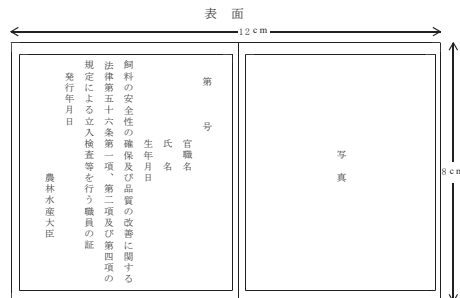 表　面
12cm
第　号
官職名
氏　名
生年月日
飼料の安全性の確保及び品質の改善に関する
法律第五十六条第一項、第二項及び第四項の
規定による立入検査等を行う職員の証
発行年月日
農林水産大臣
写　真
8cm